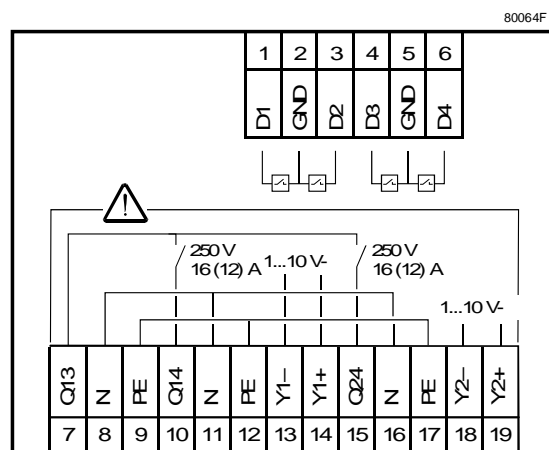 80064F
1 2 3 4 5 6
D1 GND D2 D3 GND D4
250 V
16 (12) A
1...10 V-
250 V
16 (12) A
1...10 V-
Q13 N PE Q14 N PE Y1– Y1+ Q24 N PE Y2– Y2+
7 8 9 10 11 12 13 14 15 16 17 18 19